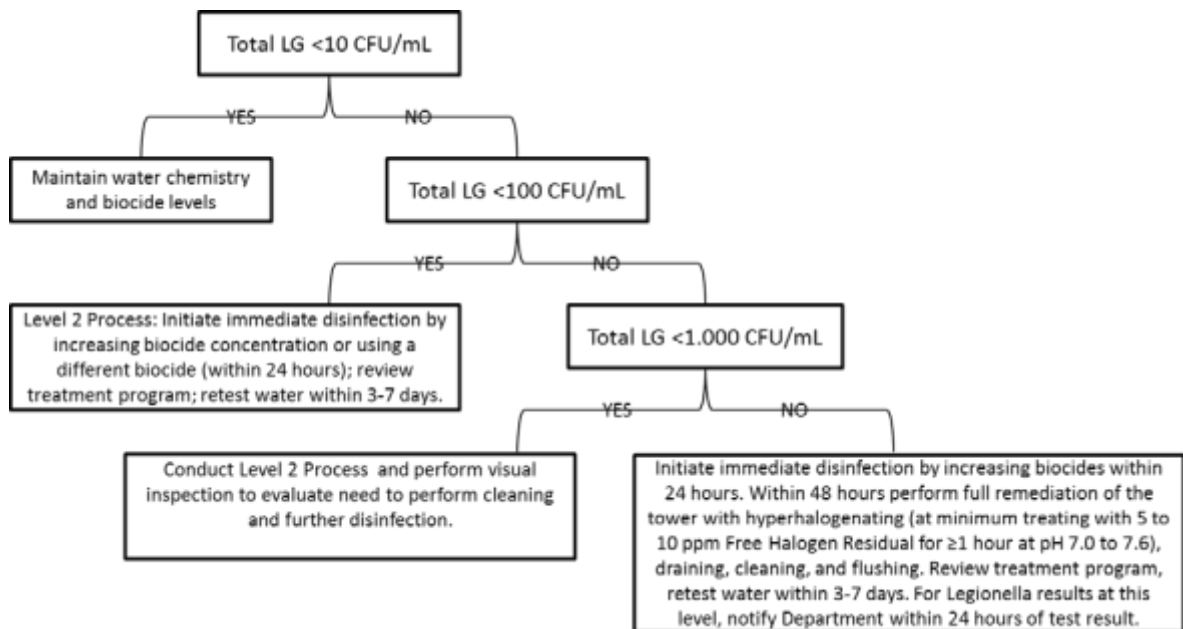 Total LG <10 CFU/mL
YES
NO
Maintain water chemistry
and biocide levels
Total LG <100 CFU/mL
YES
NO
Level 2 Process: Initiate immediate disinfection by
increasing biocide concentration or using a
different biocide (within 24 hours); review
treatment program; retest water within 3-7 days.
Total LG <1.000 CFU/mL
YES
NO
Conduct Level 2 Process and perform visual
inspection to evaluate need to perform cleaning
and further disinfection.
Initiate immediate disinfection by increasing biocides within
24 hours. Within 48 hours perform full remediation of the
tower with hyperhalogenating (at minimum treating with 5 to
10 ppm Free Halogen Residual for ≥1 hour at pH 7.0 to 7.6),
draining, cleaning, and flushing. Review treatment program,
retest water within 3-7 days. For Legionella results at this
level, notify Department within 24 hours of test result.